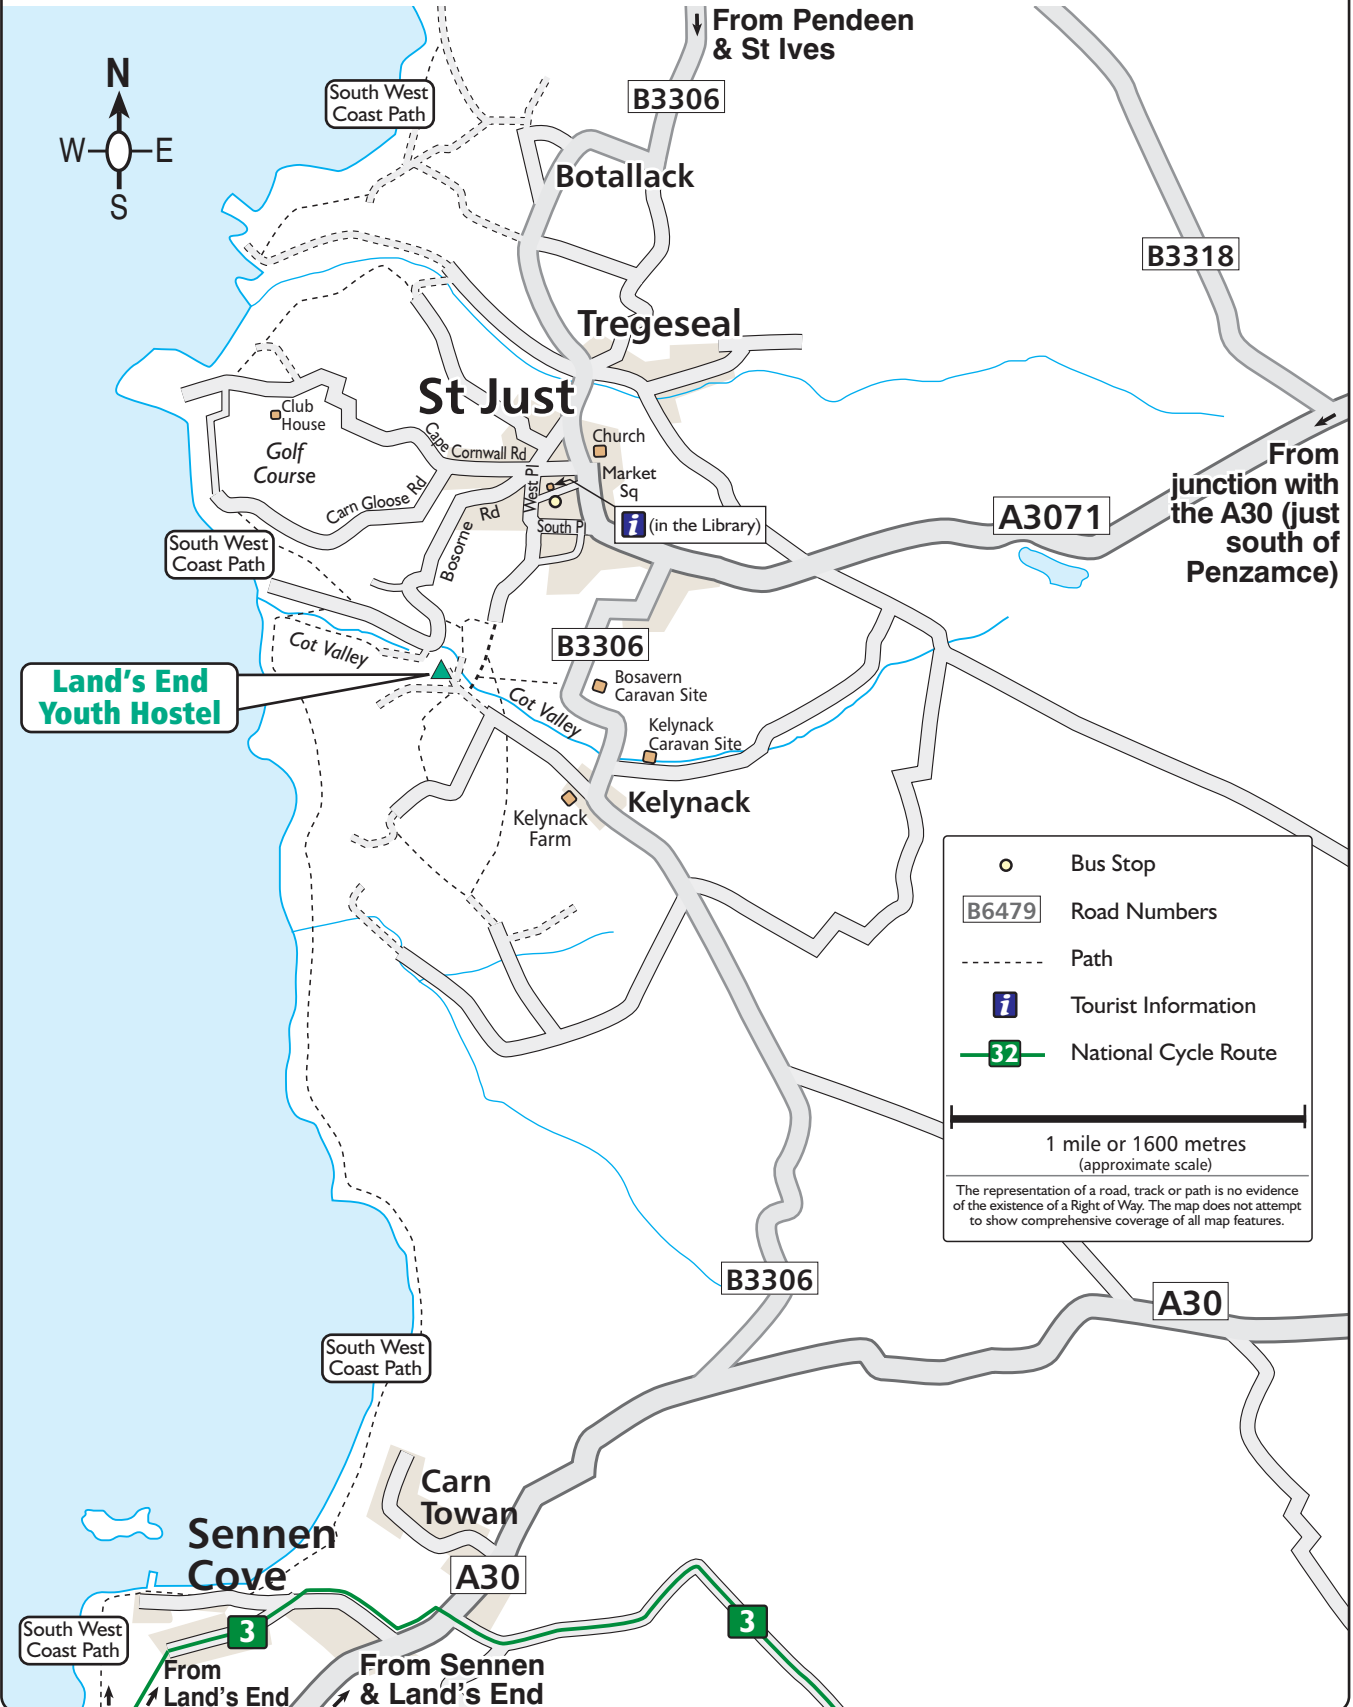 From Pendeen
& St Ives
N
W
E
S
South West
Coast Path
B3306
Botallack
B3318
Tregeseal
St Just
Club
House
Golf
Course
Cape Cornwall Rd
Church
Market
Sq
West Pl
Carn Gloose Rd
Bosorne Rd
South P
i (in the Library)
A3071
From
junction with
the A30 (just
south of
Penzamce)
South West
Coast Path
Cot Valley
B3306
Land's End
Youth Hostel
Bosavern
Caravan Site
Cot Valley
Kelynack
Caravan Site
Kelynack
Kelynack
Farm
Bus Stop
B6479
Road Numbers
Path
i
Tourist Information
32
National Cycle Route
1 mile or 1600 metres
(approximate scale)
The representation of a road, track or path is no evidence
of the existence of a Right of Way. The map does not attempt
to show comprehensive coverage of all map features.
B3306
A30
South West
Coast Path
Carn
Towan
Sennen
Cove
A30
3
3
South West
Coast Path
From
Land's End
From Sennen
& Land's End